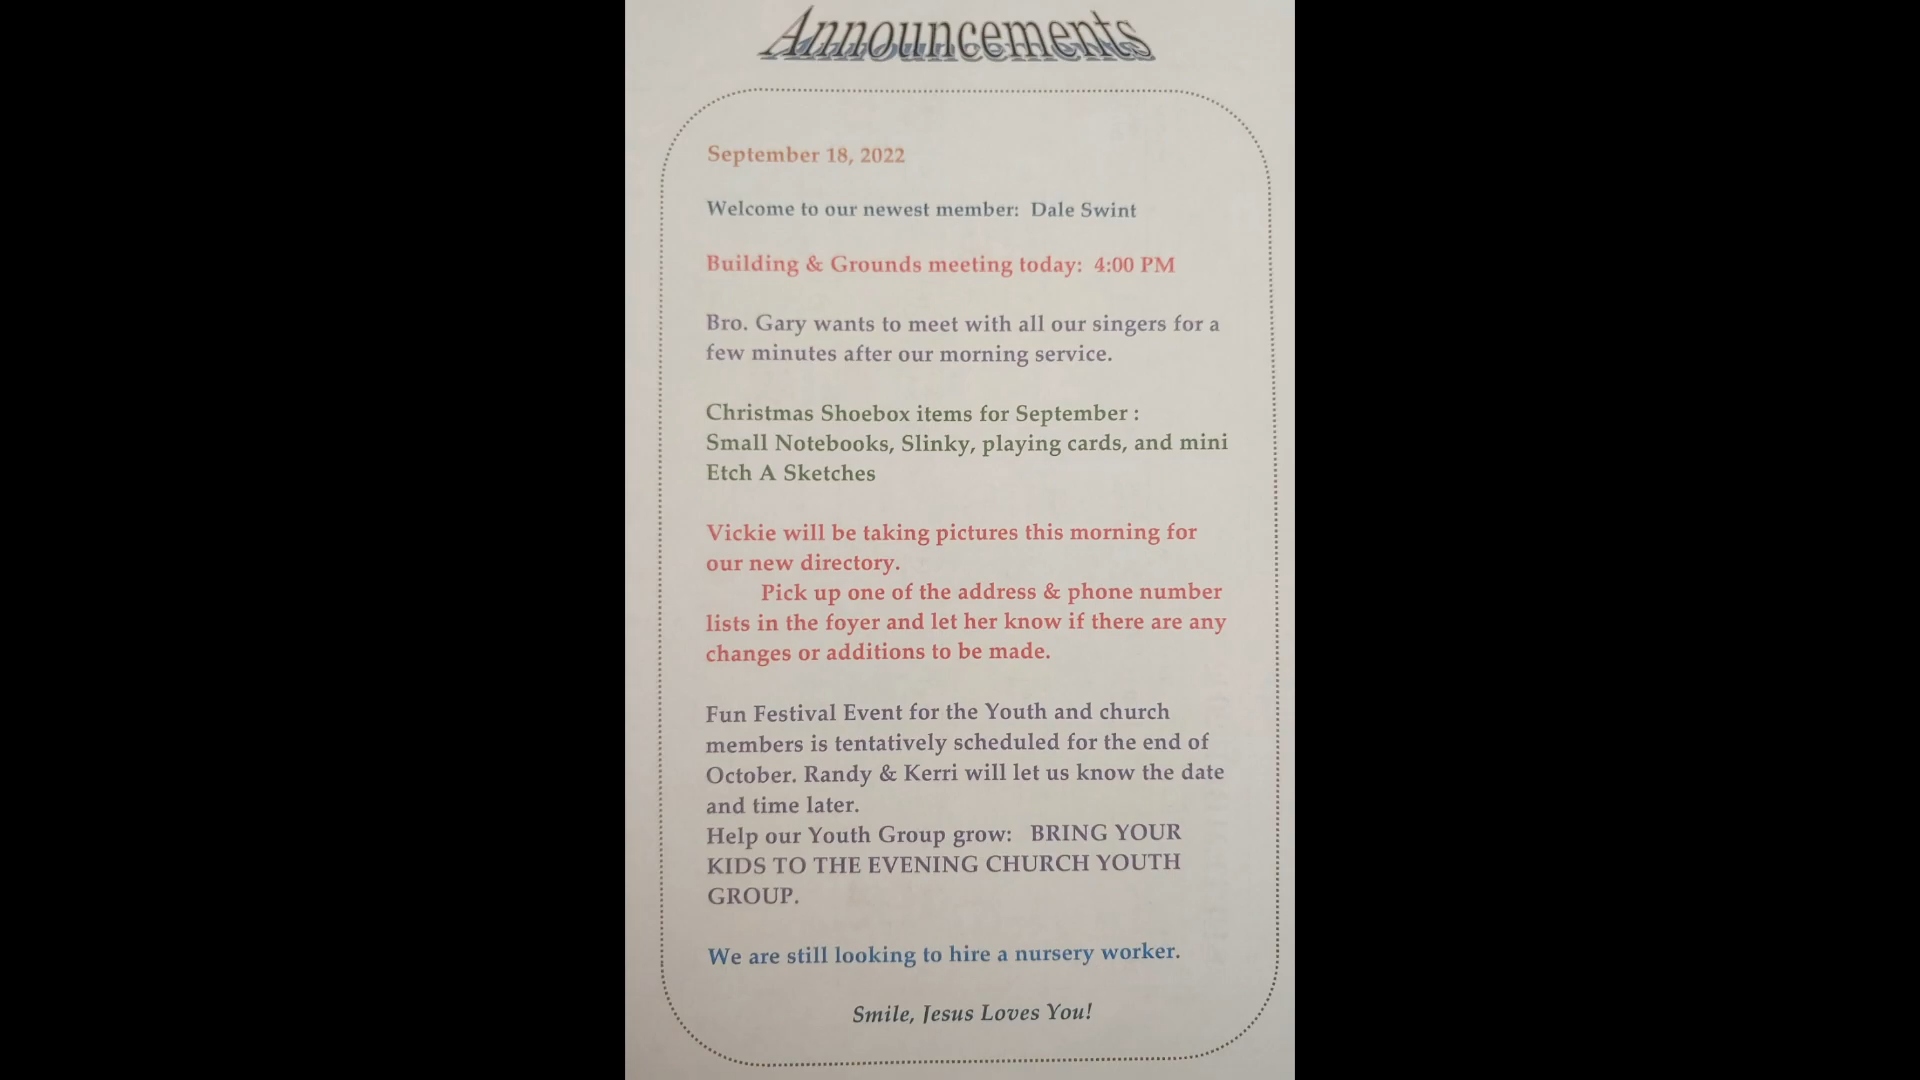 Announcements
September 18, 2022
Welcome to our newest member:  Dale Swint
Building & Grounds meeting today:  4:00 PM
Bro. Gary wants to meet with all our singers for a
few minutes after our morning service.
Christmas Shoebox items for September :
Small Notebooks, Slinky, playing cards, and mini
Etch A Sketches
Vickie will be taking pictures this morning for
our new directory.
Pick up one of the address & phone number
lists in the foyer and let her know if there are any
changes or additions to be made.
Fun Festival Event for the Youth and church
members is tentatively scheduled for the end of
October. Randy & Kerri will let us know the date
and time later.
Help our Youth Group grow:   BRING YOUR
KIDS TO THE EVENING CHURCH YOUTH
GROUP.
We are still looking to hire a nursery worker.
Smile, Jesus Loves You!